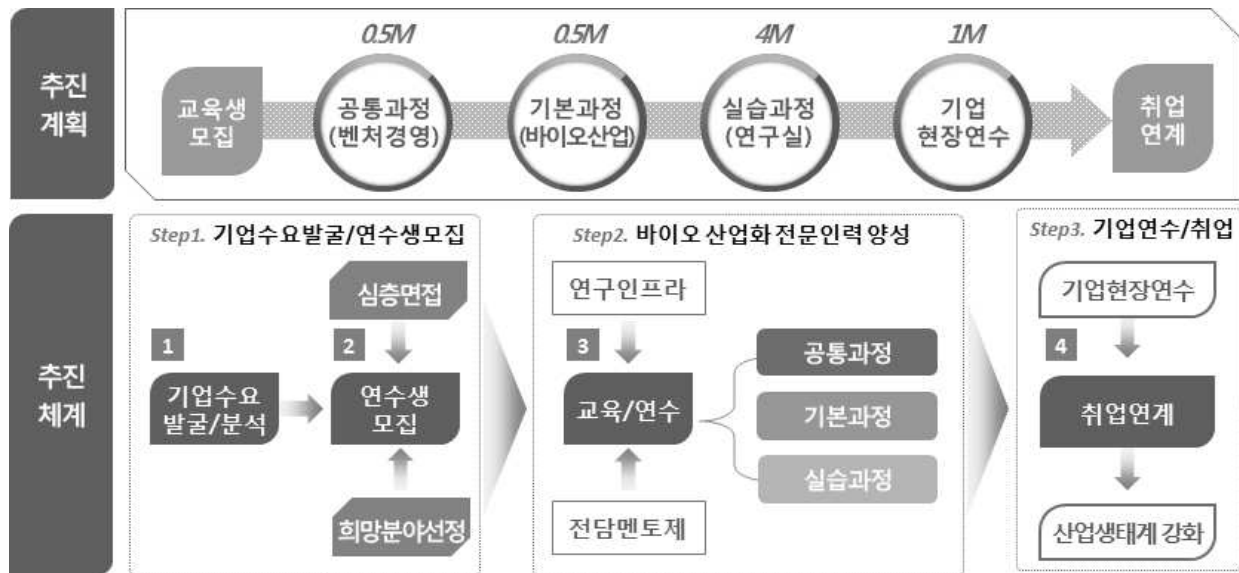 추진
계획
0.5M
0.5M
4M
1M
교육생
모집
공통과정
(벤처경영)
기본과정
(바이오산업)
실습과정
(연구실)
기업
현장연수
취업
연계
추진
체계
Step1. 기업수요발굴/연수생모집
심층면접
1
2
기업수요
발굴/분석
연수생
모집
희망분야선정
Step2. 바이오 산업화 전문인력 양성
연구인프라
3
교육/연수
전담멘토제
공통과정
기본과정
실습과정
Step3. 기업연수/취업
기업현장연수
4
취업연계
산업생태계 강화